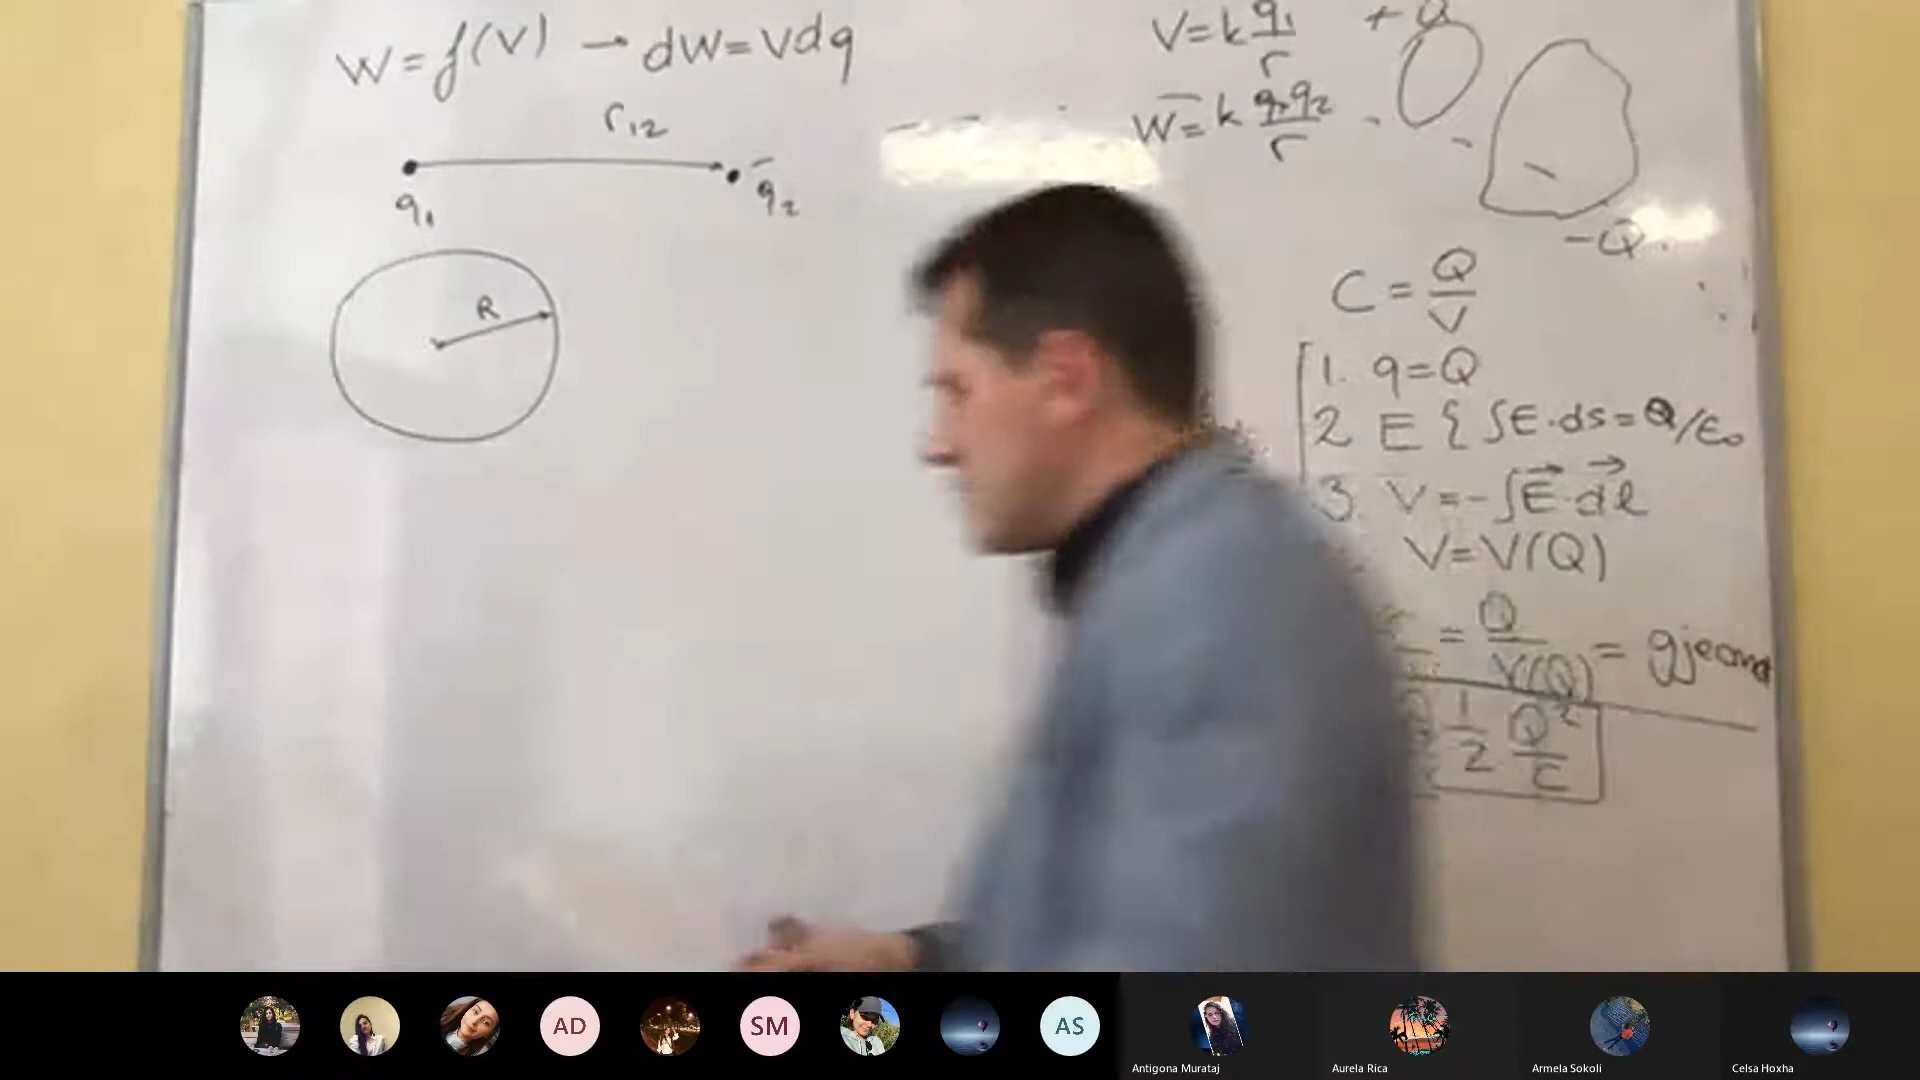 W = f(V) → dW = Vdq
r₁₂
q₁
q₂
R
V = k q₁/r
+ Q
W = k q₁q₂/r
- Q
C = Q/V
1. q = Q
2 E { ∫E·ds = Q/ε₀
3. V = - ∫E·dl
V = V(Q)
= Q/V(Q) = gjeom
1/2 Q²/C
AD
SM
AS
Antigona Murataj
Aurela Rica
Armela Sokoli
Celsa Hoxha